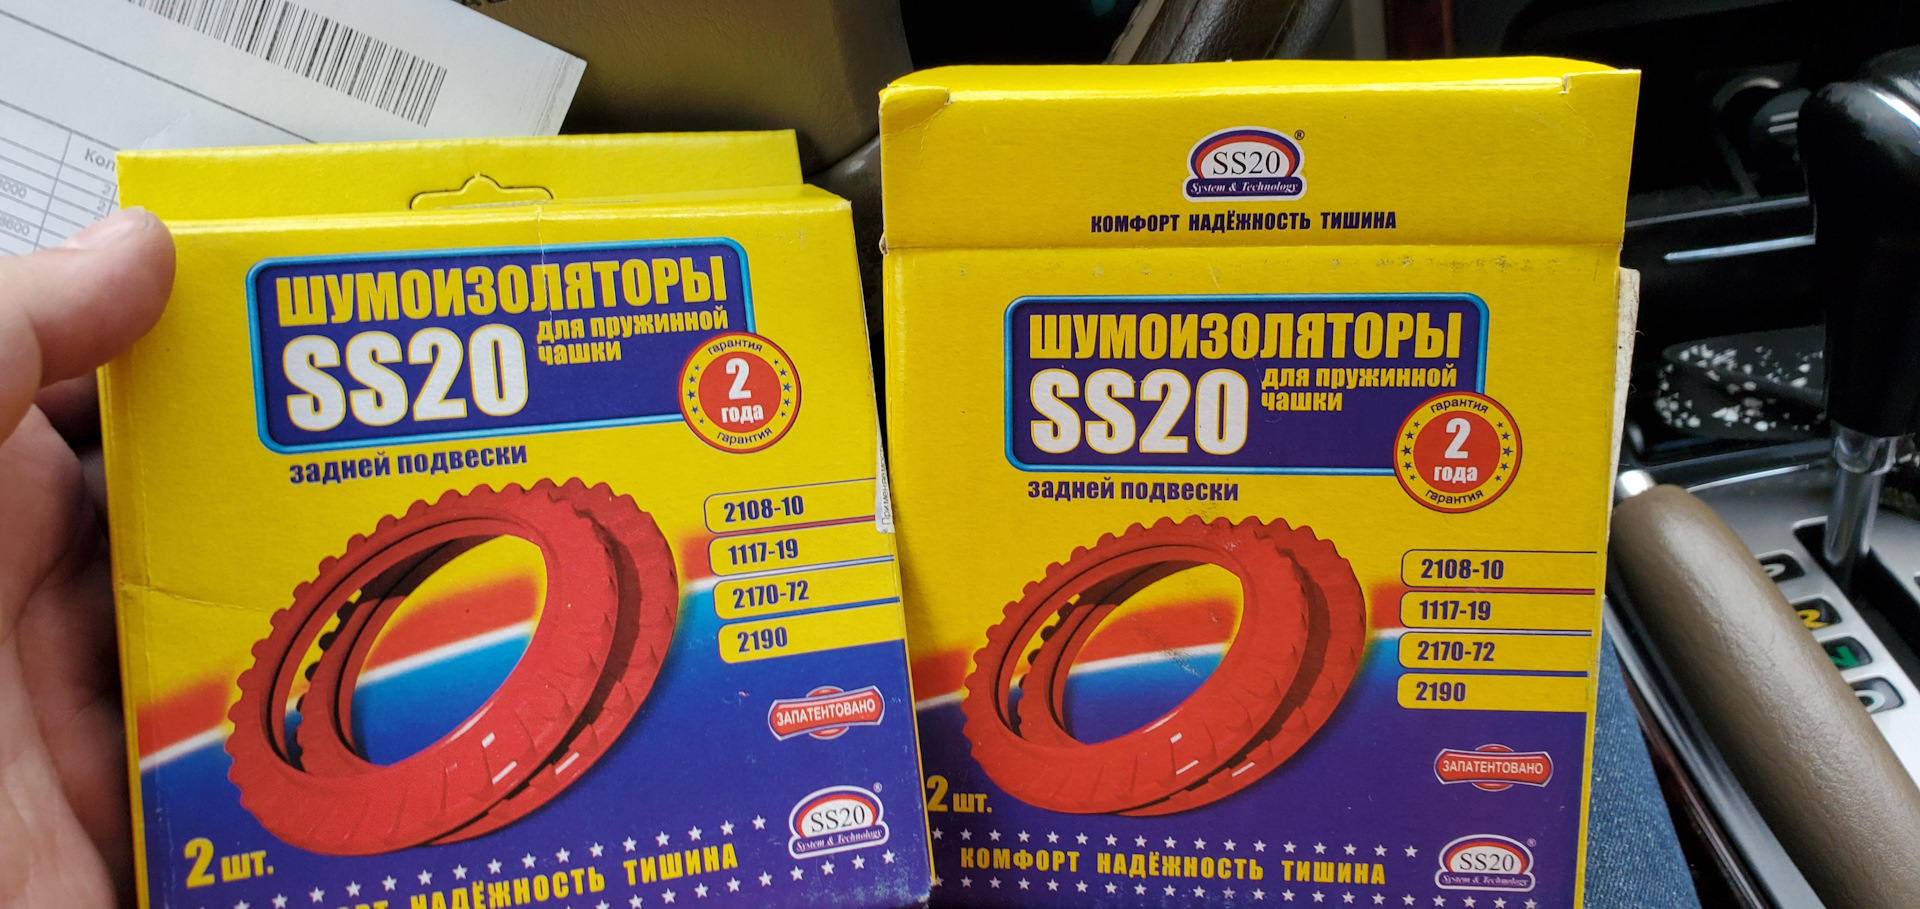 Кол
ШУМОИЗОЛЯТОРЫ
SS20
для пружинной
чашки
гарантия
2
года
гарантия
задней подвески
2108-10
1117-19
2170-72
2190
ЗАПАТЕНТОВАНО
SS20
System & Technology
®
2 шт.
НАДЁЖНОСТЬ ТИШИНА
SS20
®
System & Technology
КОМФОРТ НАДЁЖНОСТЬ ТИШИНА
ШУМОИЗОЛЯТОРЫ
SS20
для пружинной
чашки
гарантия
2
года
гарантия
задней подвески
2108-10
1117-19
2170-72
2190
ЗАПАТЕНТОВАНО
2 шт.
SS20
®
System & Technology
КОМФОРТ НАДЁЖНОСТЬ ТИШИНА